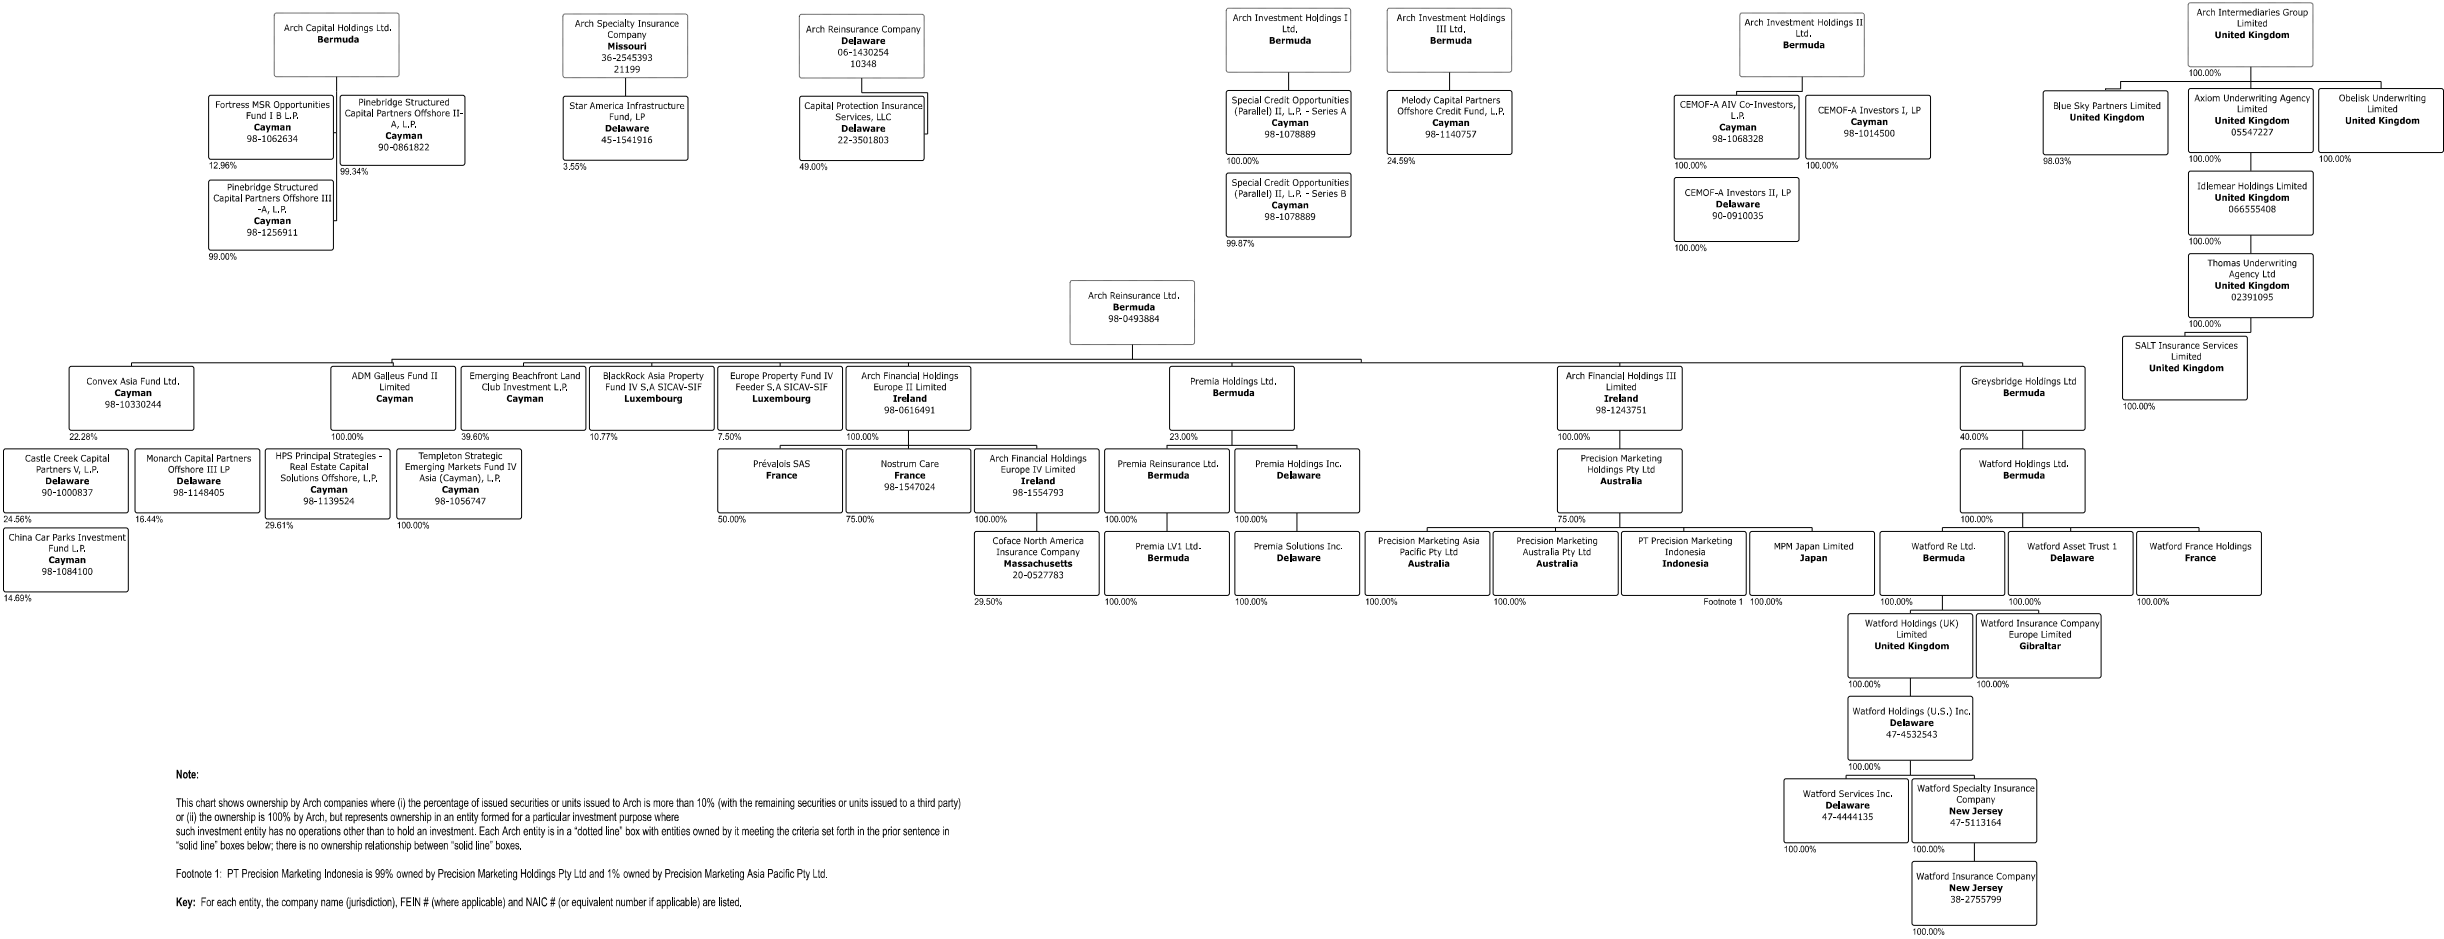 Arch Capital Holdings Ltd.
Bermuda
Fortress MSR Opportunities
Fund I B L.P.
Cayman
98-1062634
12.96%
Pinebridge Structured
Capital Partners Offshore II-
A, L.P.
Cayman
90-0861822
99.34%
Pinebridge Structured
Capital Partners Offshore III
-A, L.P.
Cayman
98-1256911
99.00%
Arch Specialty Insurance
Company
Missouri
36-2545393
21199
Star America Infrastructure
Fund, LP
Delaware
45-1541916
3.55%
Arch Reinsurance Company
Delaware
06-1430254
10348
Capital Protection Insurance
Services, LLC
Delaware
22-3501803
49.00%
Arch Investment Holdings I
Ltd.
Bermuda
Special Credit Opportunities
(Parallel) II, L.P. - Series A
Cayman
98-1078889
100.00%
Special Credit Opportunities
(Parallel) II, L.P. - Series B
Cayman
98-1078889
99.87%
Arch Investment Holdings
III Ltd.
Bermuda
Melody Capital Partners
Offshore Credit Fund, L.P.
Cayman
98-1140757
24.59%
Arch Investment Holdings II
Ltd.
Bermuda
CEMOF-A AIV Co-Investors,
L.P.
Cayman
98-1068328
100.00%
CEMOF-A Investors I, LP
Cayman
98-1014500
100.00%
CEMOF-A Investors II, LP
Delaware
90-0910035
100.00%
Arch Intermediaries Group
Limited
United Kingdom
100.00%
Blue Sky Partners Limited
United Kingdom
98.03%
Axiom Underwriting Agency
Limited
United Kingdom
05547227
100.00%
Obelisk Underwriting
Limited
United Kingdom
100.00%
Idlemear Holdings Limited
United Kingdom
066555408
100.00%
Thomas Underwriting
Agency Ltd
United Kingdom
02391095
100.00%
SALT Insurance Services
Limited
United Kingdom
100.00%
Arch Reinsurance Ltd.
Bermuda
98-0493884
Convex Asia Fund Ltd.
Cayman
98-10330244
22.28%
ADM Galleus Fund II
Limited
Cayman
100.00%
Emerging Beachfront Land
Club Investment L.P.
Cayman
39.60%
BlackRock Asia Property
Fund IV S.A SICAV-SIF
Luxembourg
10.77%
Europe Property Fund IV
Feeder S.A SICAV-SIF
Luxembourg
7.50%
Arch Financial Holdings
Europe II Limited
Ireland
98-0616491
100.00%
Premia Holdings Ltd.
Bermuda
23.00%
Arch Financial Holdings III
Limited
Ireland
98-1243751
100.00%
Greysbridge Holdings Ltd
Bermuda
40.00%
Castle Creek Capital
Partners V, L.P.
Delaware
90-1000837
24.56%
Monarch Capital Partners
Offshore III LP
Delaware
98-1148405
16.44%
HPS Principal Strategies -
Real Estate Capital
Solutions Offshore, L.P.
Cayman
98-1139524
29.61%
Templeton Strategic
Emerging Markets Fund IV
Asia (Cayman), L.P.
Cayman
98-1056747
100.00%
Prévalois SAS
France
50.00%
Nostrum Care
France
98-1547024
75.00%
Arch Financial Holdings
Europe IV Limited
Ireland
98-1554793
100.00%
Premia Reinsurance Ltd.
Bermuda
100.00%
Premia Holdings Inc.
Delaware
100.00%
Precision Marketing
Holdings Pty Ltd
Australia
75.00%
Watford Holdings Ltd.
Bermuda
100.00%
China Car Parks Investment
Fund L.P.
Cayman
98-1084100
14.69%
Coface North America
Insurance Company
Massachusetts
20-0527783
29.50%
Premia LV1 Ltd.
Bermuda
100.00%
Premia Solutions Inc.
Delaware
100.00%
Precision Marketing Asia
Pacific Pty Ltd
Australia
100.00%
Precision Marketing
Australia Pty Ltd
Australia
100.00%
PT Precision Marketing
Indonesia
Indonesia
Footnote 1
MPM Japan Limited
Japan
100.00%
Watford Re Ltd.
Bermuda
100.00%
Watford Asset Trust 1
Delaware
100.00%
Watford France Holdings
France
100.00%
Watford Holdings (UK)
Limited
United Kingdom
100.00%
Watford Insurance Company
Europe Limited
Gibraltar
100.00%
Watford Holdings (U.S.) Inc.
Delaware
47-4532543
100.00%
Watford Services Inc.
Delaware
47-4444135
100.00%
Watford Specialty Insurance
Company
New Jersey
47-5113164
100.00%
Watford Insurance Company
New Jersey
38-2755799
100.00%
Note:
This chart shows ownership by Arch companies where (i) the percentage of issued securities or units issued to Arch is more than 10% (with the remaining securities or units issued to a third party)
or (ii) the ownership is 100% by Arch, but represents ownership in an entity formed for a particular investment purpose where
such investment entity has no operations other than to hold an investment. Each Arch entity is in a "dotted line" box with entities owned by it meeting the criteria set forth in the prior sentence in
"solid line" boxes below; there is no ownership relationship between "solid line" boxes.
Footnote 1: PT Precision Marketing Indonesia is 99% owned by Precision Marketing Holdings Pty Ltd and 1% owned by Precision Marketing Asia Pacific Pty Ltd.
Key: For each entity, the company name (jurisdiction), FEIN # (where applicable) and NAIC # (or equivalent number if applicable) are listed.